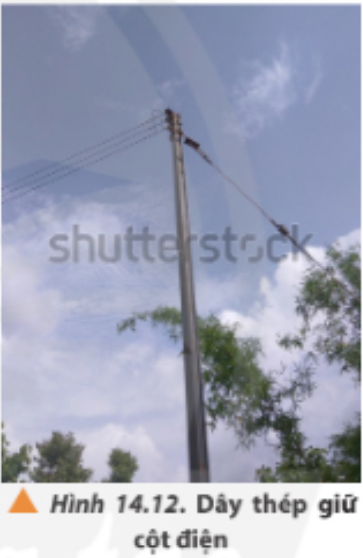 shutterstock
Hình 14.12. Dây thép giữ
cột điện